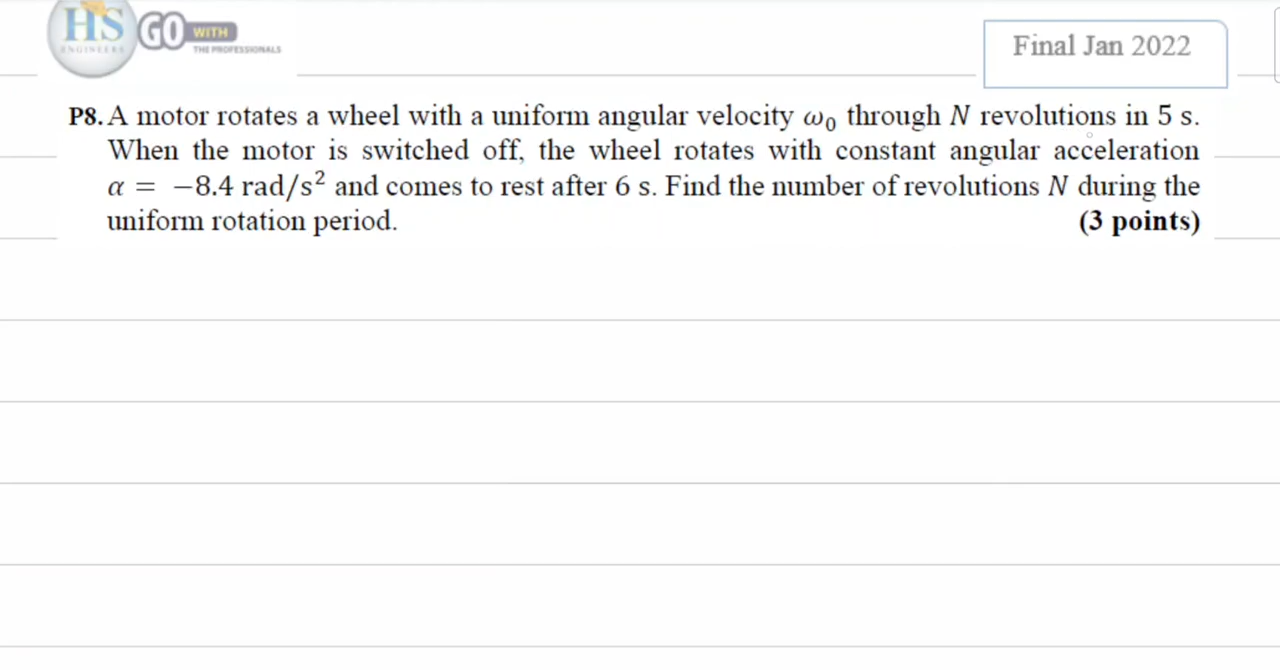 HS
ENGINEERS
GO WITH
THE PROFESSIONALS
Final Jan 2022
P8. A motor rotates a wheel with a uniform angular velocity ω₀ through N revolutions in 5 s.
When the motor is switched off, the wheel rotates with constant angular acceleration
α = −8.4 rad/s² and comes to rest after 6 s. Find the number of revolutions N during the
uniform rotation period. (3 points)